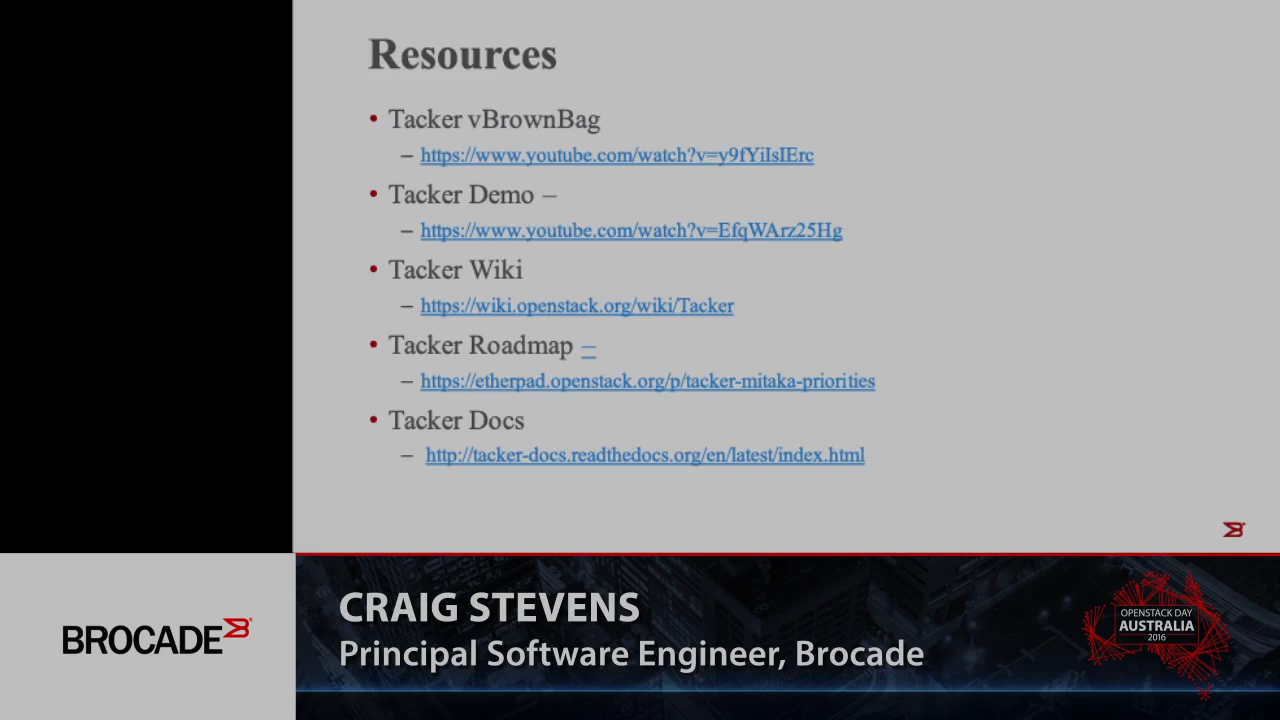 Resources
• Tacker vBrownBag
– https://www.youtube.com/watch?v=y9fYiIsIErc
• Tacker Demo –
– https://www.youtube.com/watch?v=EfqWArz25Hg
• Tacker Wiki
– https://wiki.openstack.org/wiki/Tacker
• Tacker Roadmap –
– https://etherpad.openstack.org/p/tacker-mitaka-priorities
• Tacker Docs
– http://tacker-docs.readthedocs.org/en/latest/index.html
BROCADE
CRAIG STEVENS
Principal Software Engineer, Brocade
OPENSTACK DAY
AUSTRALIA
2016